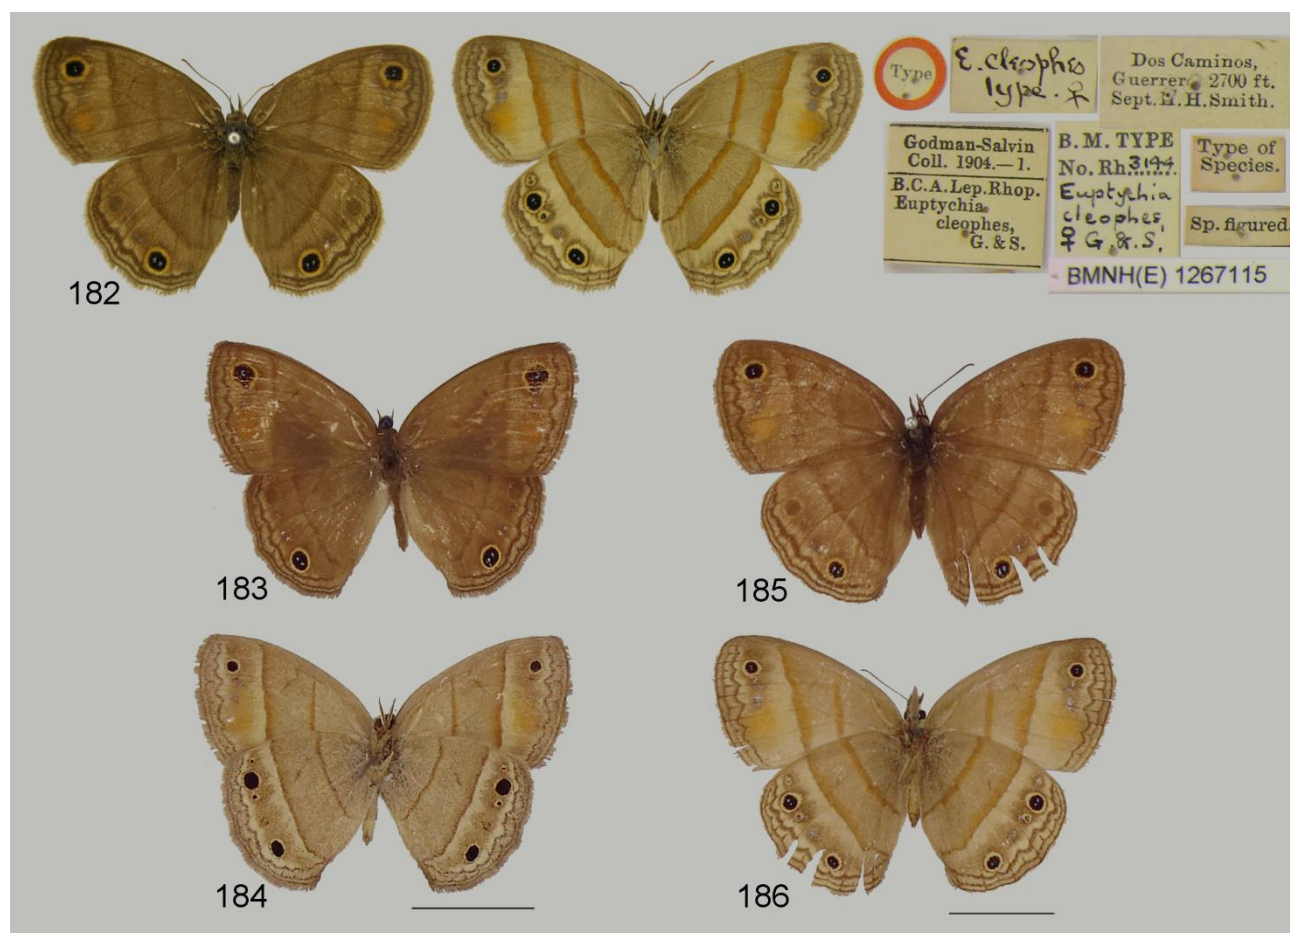 Type
E. cleophes
Type. ♀
Dos Caminos,
Guerrero 2700 ft.
Sept. H. H. Smith.
Godman-Salvin
Coll. 1904.—1.
B.C.A. Lep. Rhop.
Euptychia
cleophes,
G. & S.
B. M. TYPE
No. Rh. 3194
Euptychia
cleophes,
♀ G. & S.
Type of
Species.
Sp. figured.
BMNH(E) 1267115
182
183
185
184
186